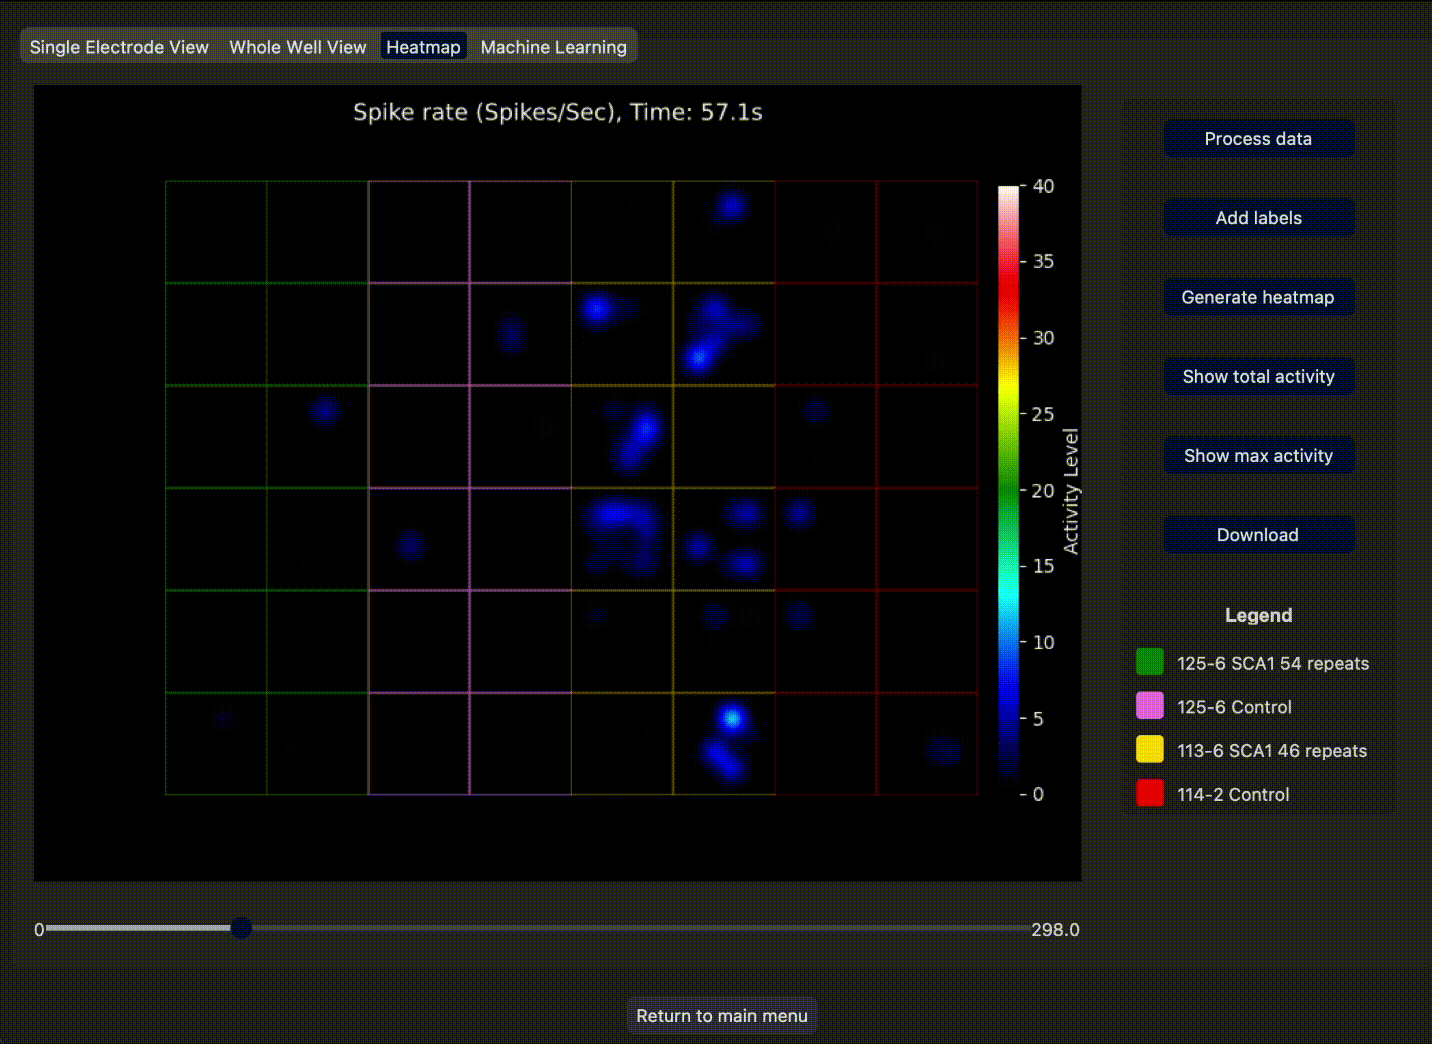 Single Electrode View Whole Well View Heatmap Machine Learning
Spike rate (Spikes/Sec), Time: 57.1s
40
35
30
25
20
15
10
5
0
Activity Level
Process data
Add labels
Generate heatmap
Show total activity
Show max activity
Download
Legend
125-6 SCA1 54 repeats
125-6 Control
113-6 SCA1 46 repeats
114-2 Control
0 298.0
Return to main menu